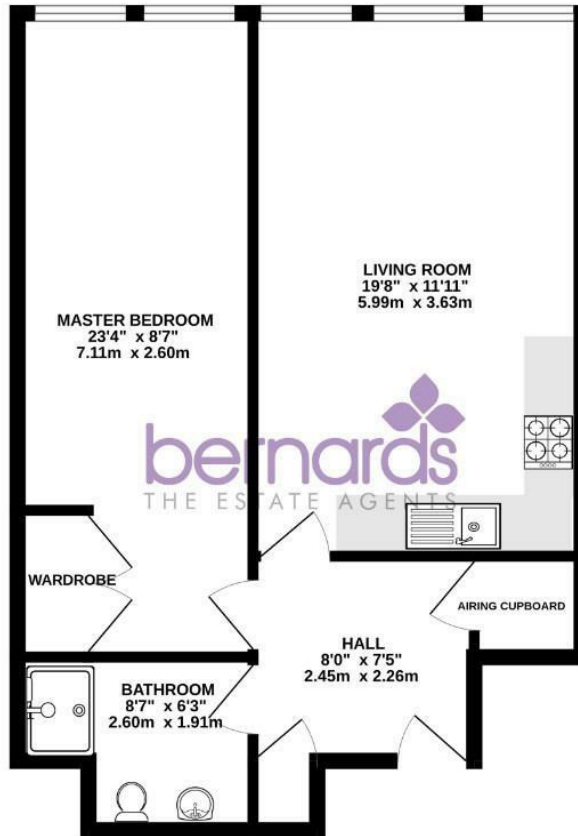 LIVING ROOM
19'8" x 11'11"
5.99m x 3.63m
MASTER BEDROOM
23'4" x 8'7"
7.11m x 2.60m
bernards
THE ESTATE AGENTS
WARDROBE
AIRING CUPBOARD
HALL
8'0" x 7'5"
2.45m x 2.26m
BATHROOM
8'7" x 6'3"
2.60m x 1.91m